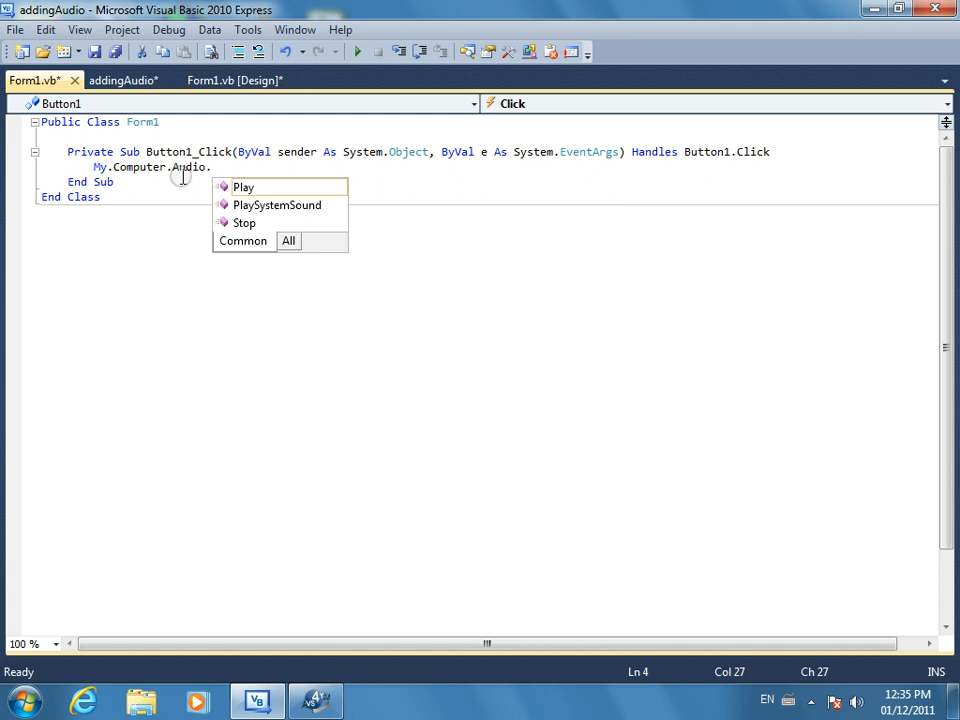 addingAudio - Microsoft Visual Basic 2010 Express
File Edit View Project Debug Data Tools Window Help
Form1.vb* addingAudio* Form1.vb [Design]*
Button1 Click
Public Class Form1
Private Sub Button1_Click(ByVal sender As System.Object, ByVal e As System.EventArgs) Handles Button1.Click
My.Computer.Audio.
End Sub
End Class
Play
PlaySystemSound
Stop
Common All
100 %
Ready Ln 4 Col 27 Ch 27 INS
EN 12:35 PM
01/12/2011